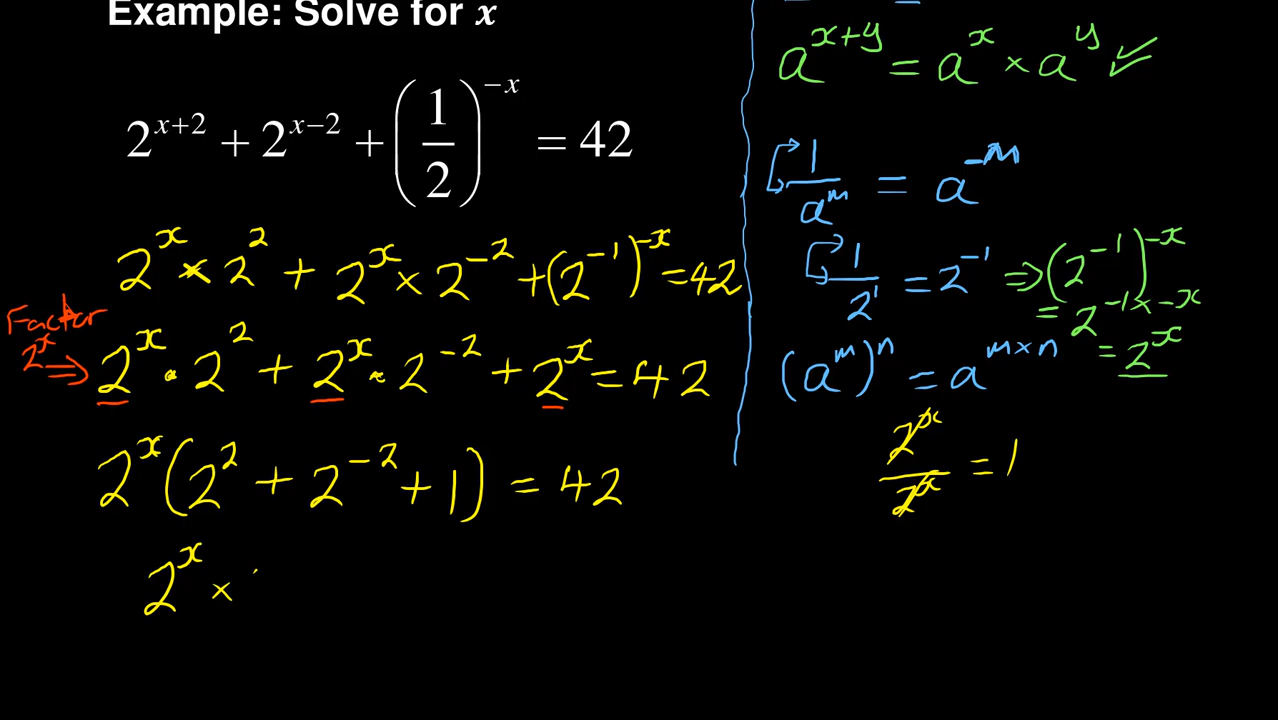 Example: Solve for x
2^{x+2} + 2^{x−2} + (1/2)^{−x} = 42
2^x × 2^2 + 2^x × 2^{−2} + (2^{−1})^{−x} = 42
Factor
2^x ⇒ 2^x · 2^2 + 2^x · 2^{−2} + 2^x = 42
2^x (2^2 + 2^{−2} + 1) = 42
2^x ×
a^{x+y} = a^x × a^y ✓
1/a^m = a^{−m}
1/2^1 = 2^{−1} ⇒ (2^{−1})^{−x}
= 2^{−1×−x}
= 2^x
(a^m)^n = a^{m×n}
2^x/2^x = 1